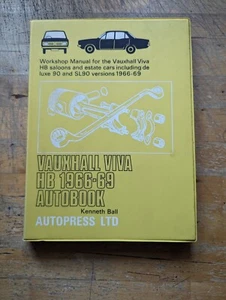 Workshop Manual for the Vauxhall Viva
HB saloons and estate cars including de
luxe 90 and SL90 versions 1966-69
VAUXHALL VIVA
HB 1966-69
AUTOBOOK
Kenneth Ball
AUTOPRESS LTD